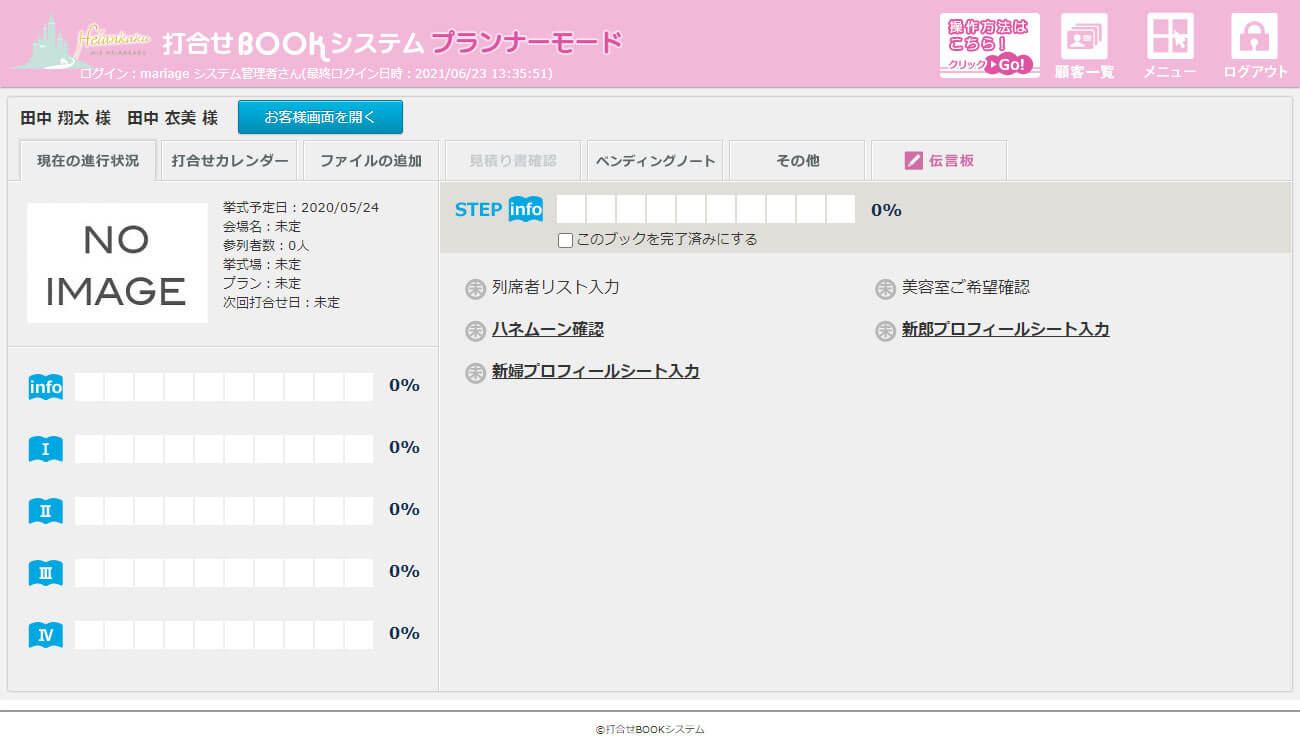 Heiankaku
打合せBOOKシステム プランナーモード
ログイン：mariage システム管理者さん(最終ログイン日時：2021/06/23 13:35:51)
操作方法は
こちら！
クリック Go!
顧客一覧
メニュー
ログアウト
田中 翔太 様　田中 衣美 様
お客様画面を開く
現在の進行状況
打合せカレンダー
ファイルの追加
見積り書確認
ペンディングノート
その他
伝言板
NO
IMAGE
挙式予定日：2020/05/24
会場名：未定
参列者数：0人
挙式場：未定
プラン：未定
次回打合せ日：未定
info 0%
I 0%
II 0%
III 0%
IV 0%
STEP info 0%
このブックを完了済みにする
未 列席者リスト入力
未 美容室ご希望確認
未 ハネムーン確認
未 新郎プロフィールシート入力
未 新婦プロフィールシート入力
©打合せBOOKシステム